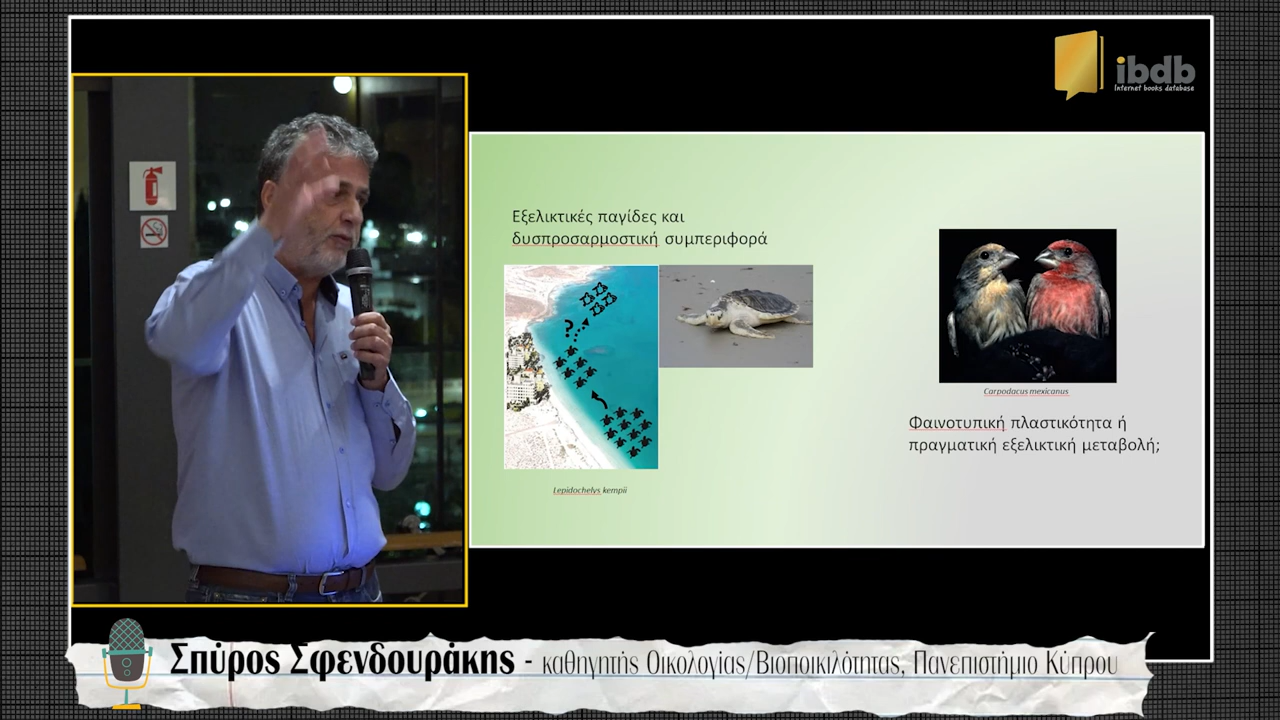 ibdb
Internet books database
Εξελικτικές παγίδες και
δυσπροσαρμοστική συμπεριφορά
?
Lepidochelys kempii
Carpodacus mexicanus
Φαινοτυπική πλαστικότητα ή
πραγματική εξελικτική μεταβολή;
Σπύρος Σφενδουράκης - καθηγητής Οικολογίας/Βιοποικιλότητας, Πανεπιστήμιο Κύπρου